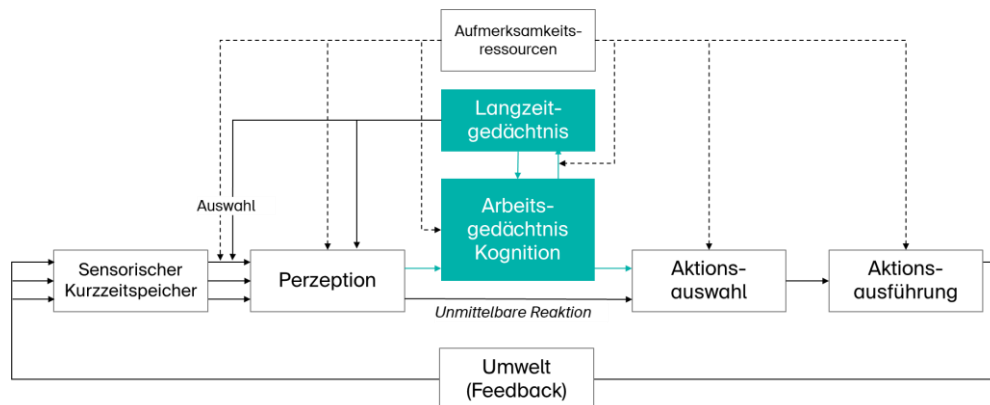 Aufmerksamkeits-
ressourcen
Langzeit-
gedächtnis
Auswahl
Arbeits-
gedächtnis
Kognition
Sensorischer
Kurzzeitspeicher
Perzeption
Aktions-
auswahl
Aktions-
ausführung
Unmittelbare Reaktion
Umwelt
(Feedback)